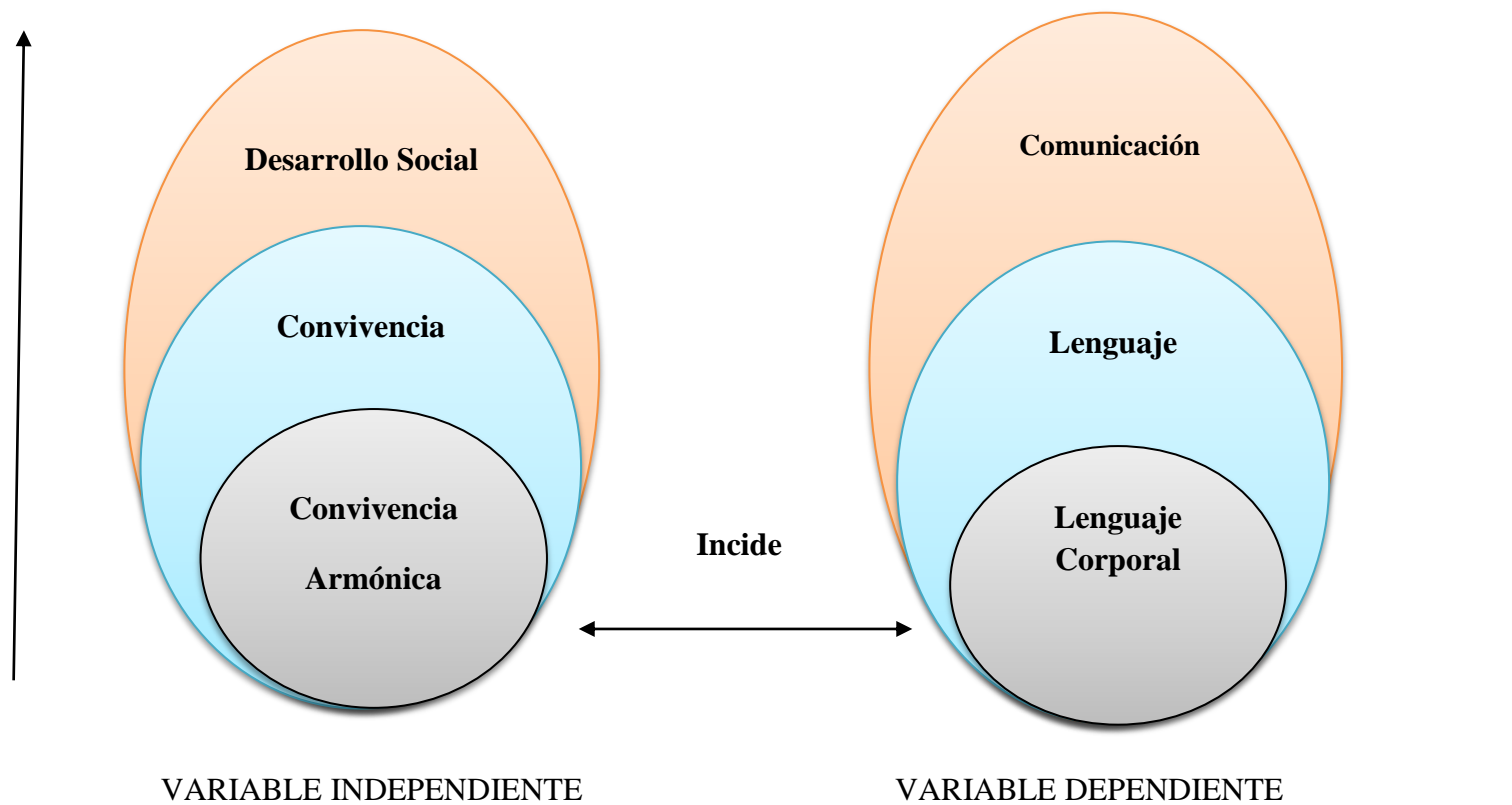 Desarrollo Social
Convivencia
Convivencia
Armónica
Incide
Comunicación
Lenguaje
Lenguaje
Corporal
VARIABLE INDEPENDIENTE
VARIABLE DEPENDIENTE